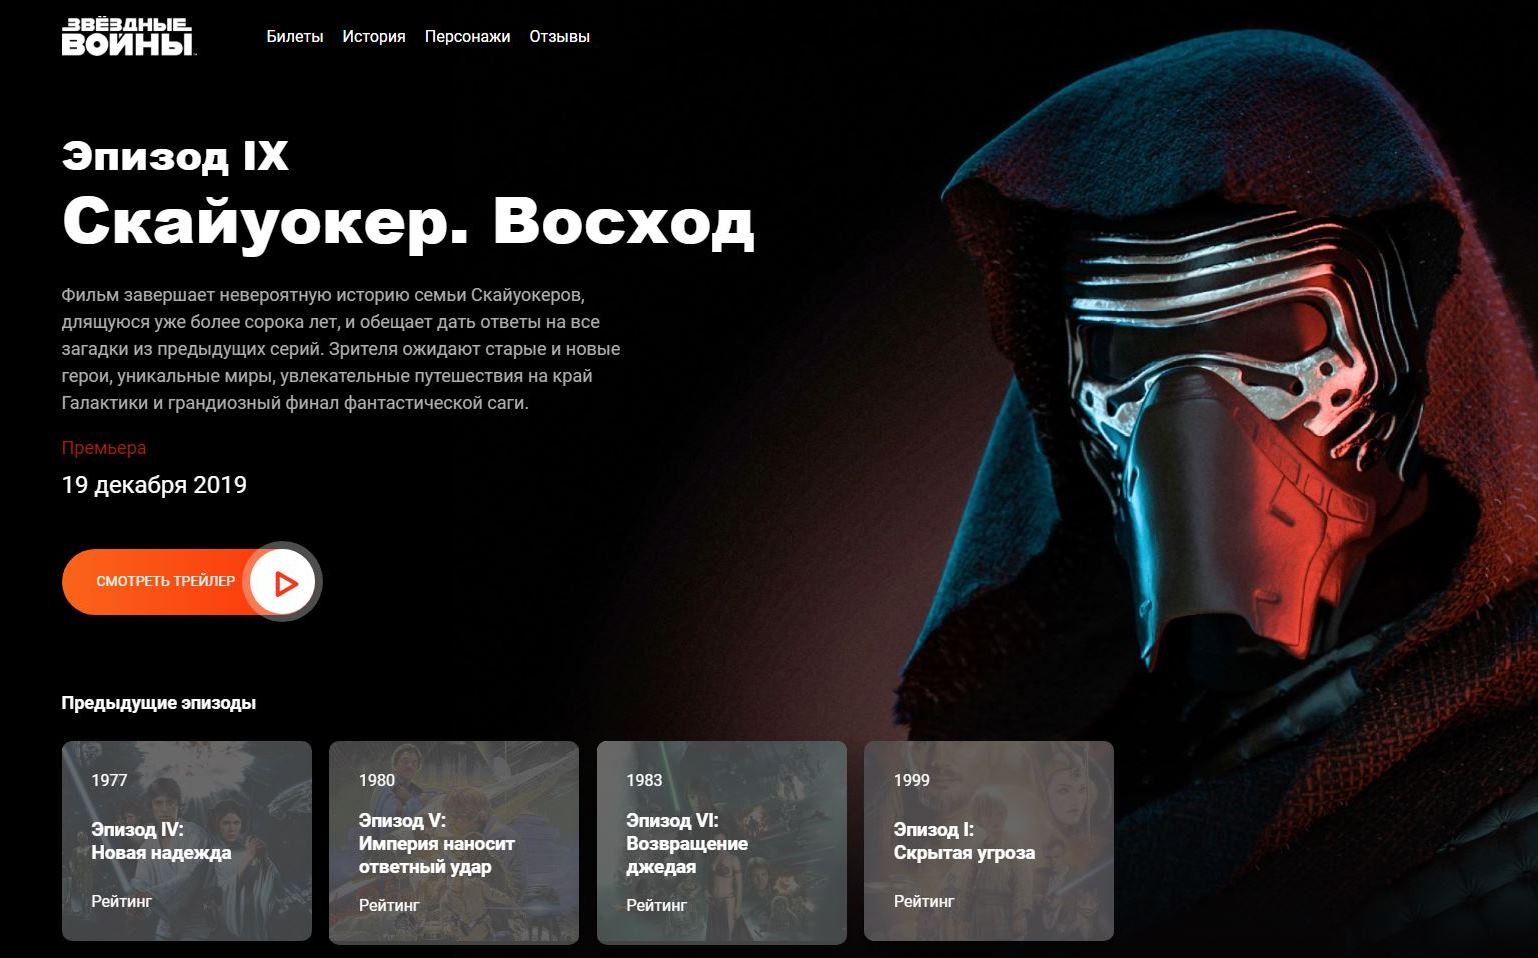 ЗВЁЗДНЫЕ
ВОЙНЫ
Билеты История Персонажи Отзывы
Эпизод IX
Скайуокер. Восход
Фильм завершает невероятную историю семьи Скайуокеров,
длящуюся уже более сорока лет, и обещает дать ответы на все
загадки из предыдущих серий. Зрителя ожидают старые и новые
герои, уникальные миры, увлекательные путешествия на край
Галактики и грандиозный финал фантастической саги.
Премьера
19 декабря 2019
СМОТРЕТЬ ТРЕЙЛЕР
Предыдущие эпизоды
1977
Эпизод IV:
Новая надежда
Рейтинг
1980
Эпизод V:
Империя наносит
ответный удар
Рейтинг
1983
Эпизод VI:
Возвращение
джедая
Рейтинг
1999
Эпизод I:
Скрытая угроза
Рейтинг